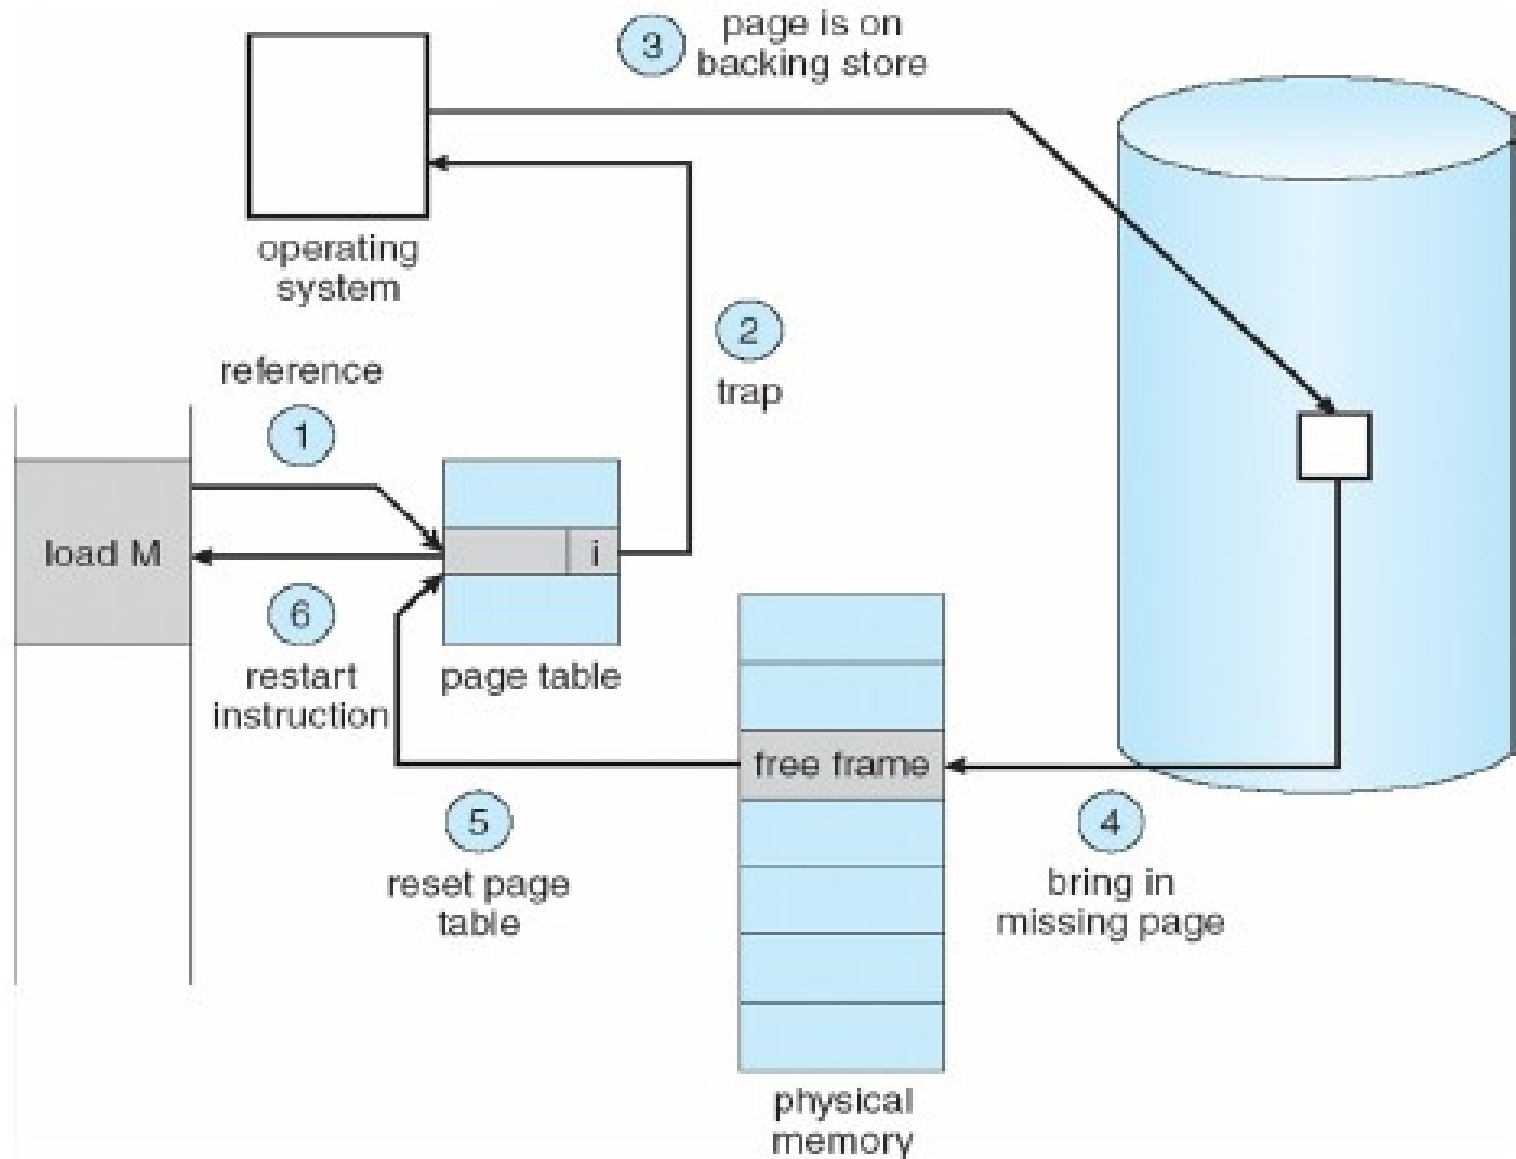 3
page is on
backing store
operating
system
2
trap
reference
1
load M
i
6
restart
instruction
page table
free frame
5
reset page
table
4
bring in
missing page
physical
memory